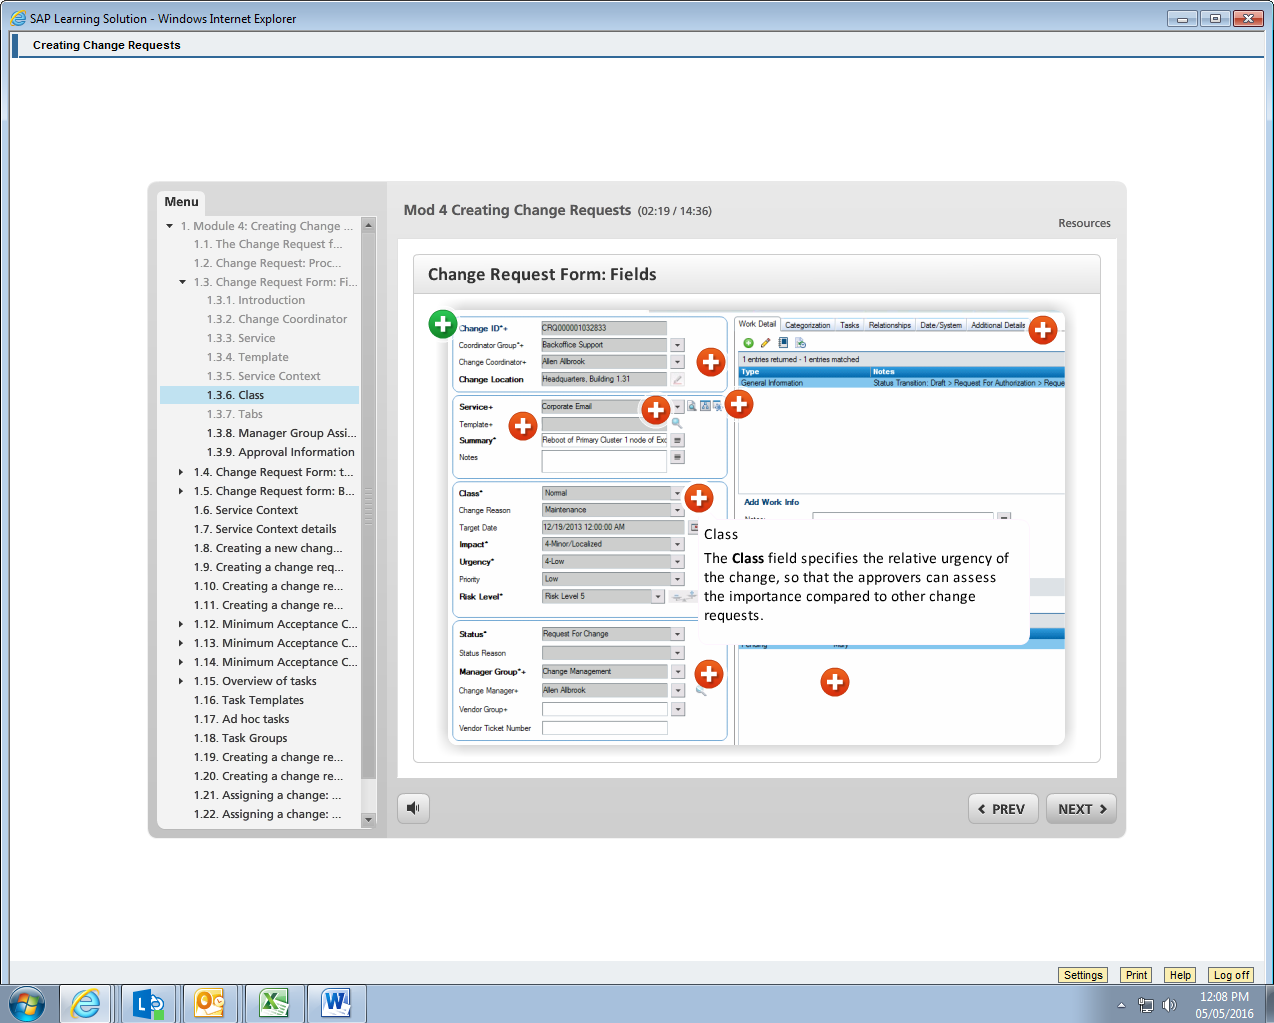 SAP Learning Solution - Windows Internet Explorer
Creating Change Requests
Menu
1. Module 4: Creating Change ...
1.1. The Change Request f...
1.2. Change Request: Proc...
1.3. Change Request Form: Fi...
1.3.1. Introduction
1.3.2. Change Coordinator
1.3.3. Service
1.3.4. Template
1.3.5. Service Context
1.3.6. Class
1.3.7. Tabs
1.3.8. Manager Group Assi...
1.3.9. Approval Information
1.4. Change Request Form: t...
1.5. Change Request form: B...
1.6. Service Context
1.7. Service Context details
1.8. Creating a new chang...
1.9. Creating a change req...
1.10. Creating a change re...
1.11. Creating a change re...
1.12. Minimum Acceptance C...
1.13. Minimum Acceptance C...
1.14. Minimum Acceptance C...
1.15. Overview of tasks
1.16. Task Templates
1.17. Ad hoc tasks
1.18. Task Groups
1.19. Creating a change re...
1.20. Creating a change re...
1.21. Assigning a change: ...
1.22. Assigning a change: ...
Mod 4 Creating Change Requests (02:19 / 14:36)
Resources
Change Request Form: Fields
Change ID*+ CRQ000001032833
Coordinator Group*+ Backoffice Support
Change Coordinator+ Allen Allbrook
Change Location Headquarters, Building 1.31
Service+ Corporate Email
Template+
Summary* Reboot of Primary Cluster 1 node of Exc
Notes
Class* Normal
Change Reason Maintenance
Target Date 12/19/2013 12:00:00 AM
Impact* 4-Minor/Localized
Urgency* 4-Low
Priority Low
Risk Level* Risk Level 5
Status* Request For Change
Status Reason
Manager Group*+ Change Management
Change Manager+ Allen Allbrook
Vendor Group+
Vendor Ticket Number
Work Detail Categorization Tasks Relationships Date/System Additional Details
1 entries returned - 1 entries matched
Type Notes
General Information Status Transition: Draft > Request For Authorization > Reque
Add Work Info
Class
The Class field specifies the relative urgency of
the change, so that the approvers can assess
the importance compared to other change
requests.
PREV NEXT
Settings Print Help Log off
12:08 PM
05/05/2016